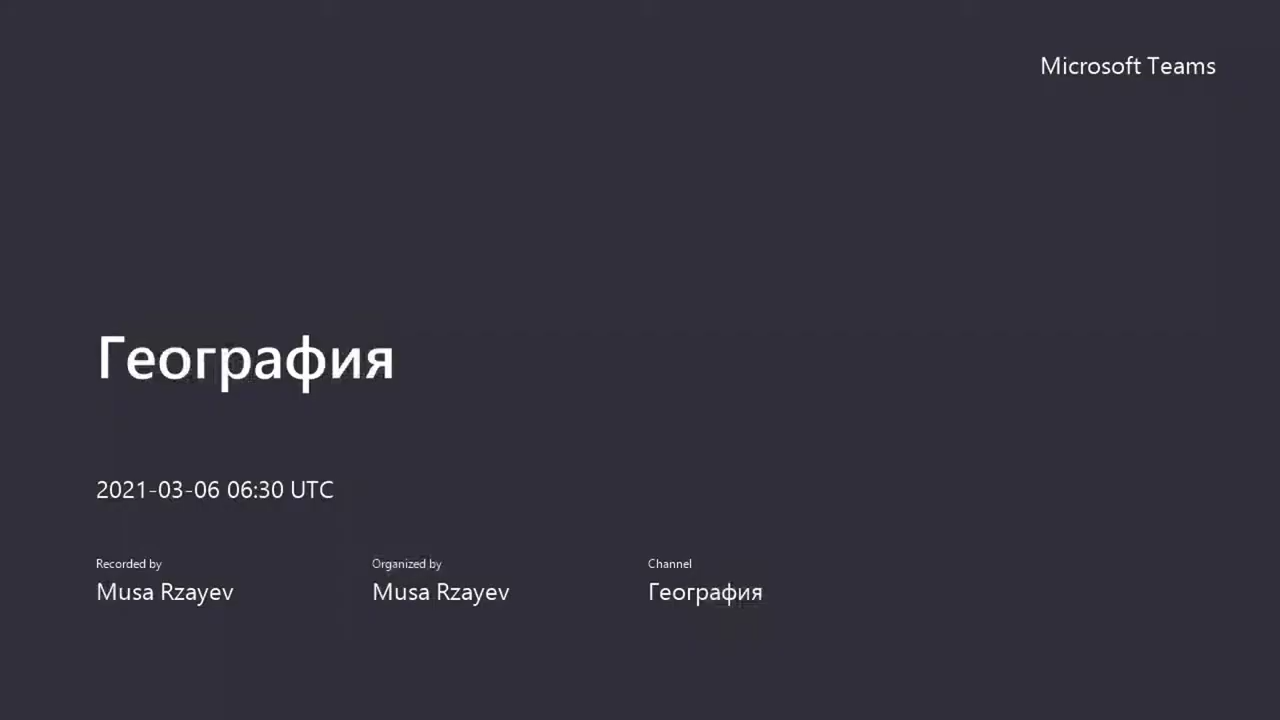 Microsoft Teams
География
2021-03-06 06:30 UTC
Recorded by
Musa Rzayev
Organized by
Musa Rzayev
Channel
География